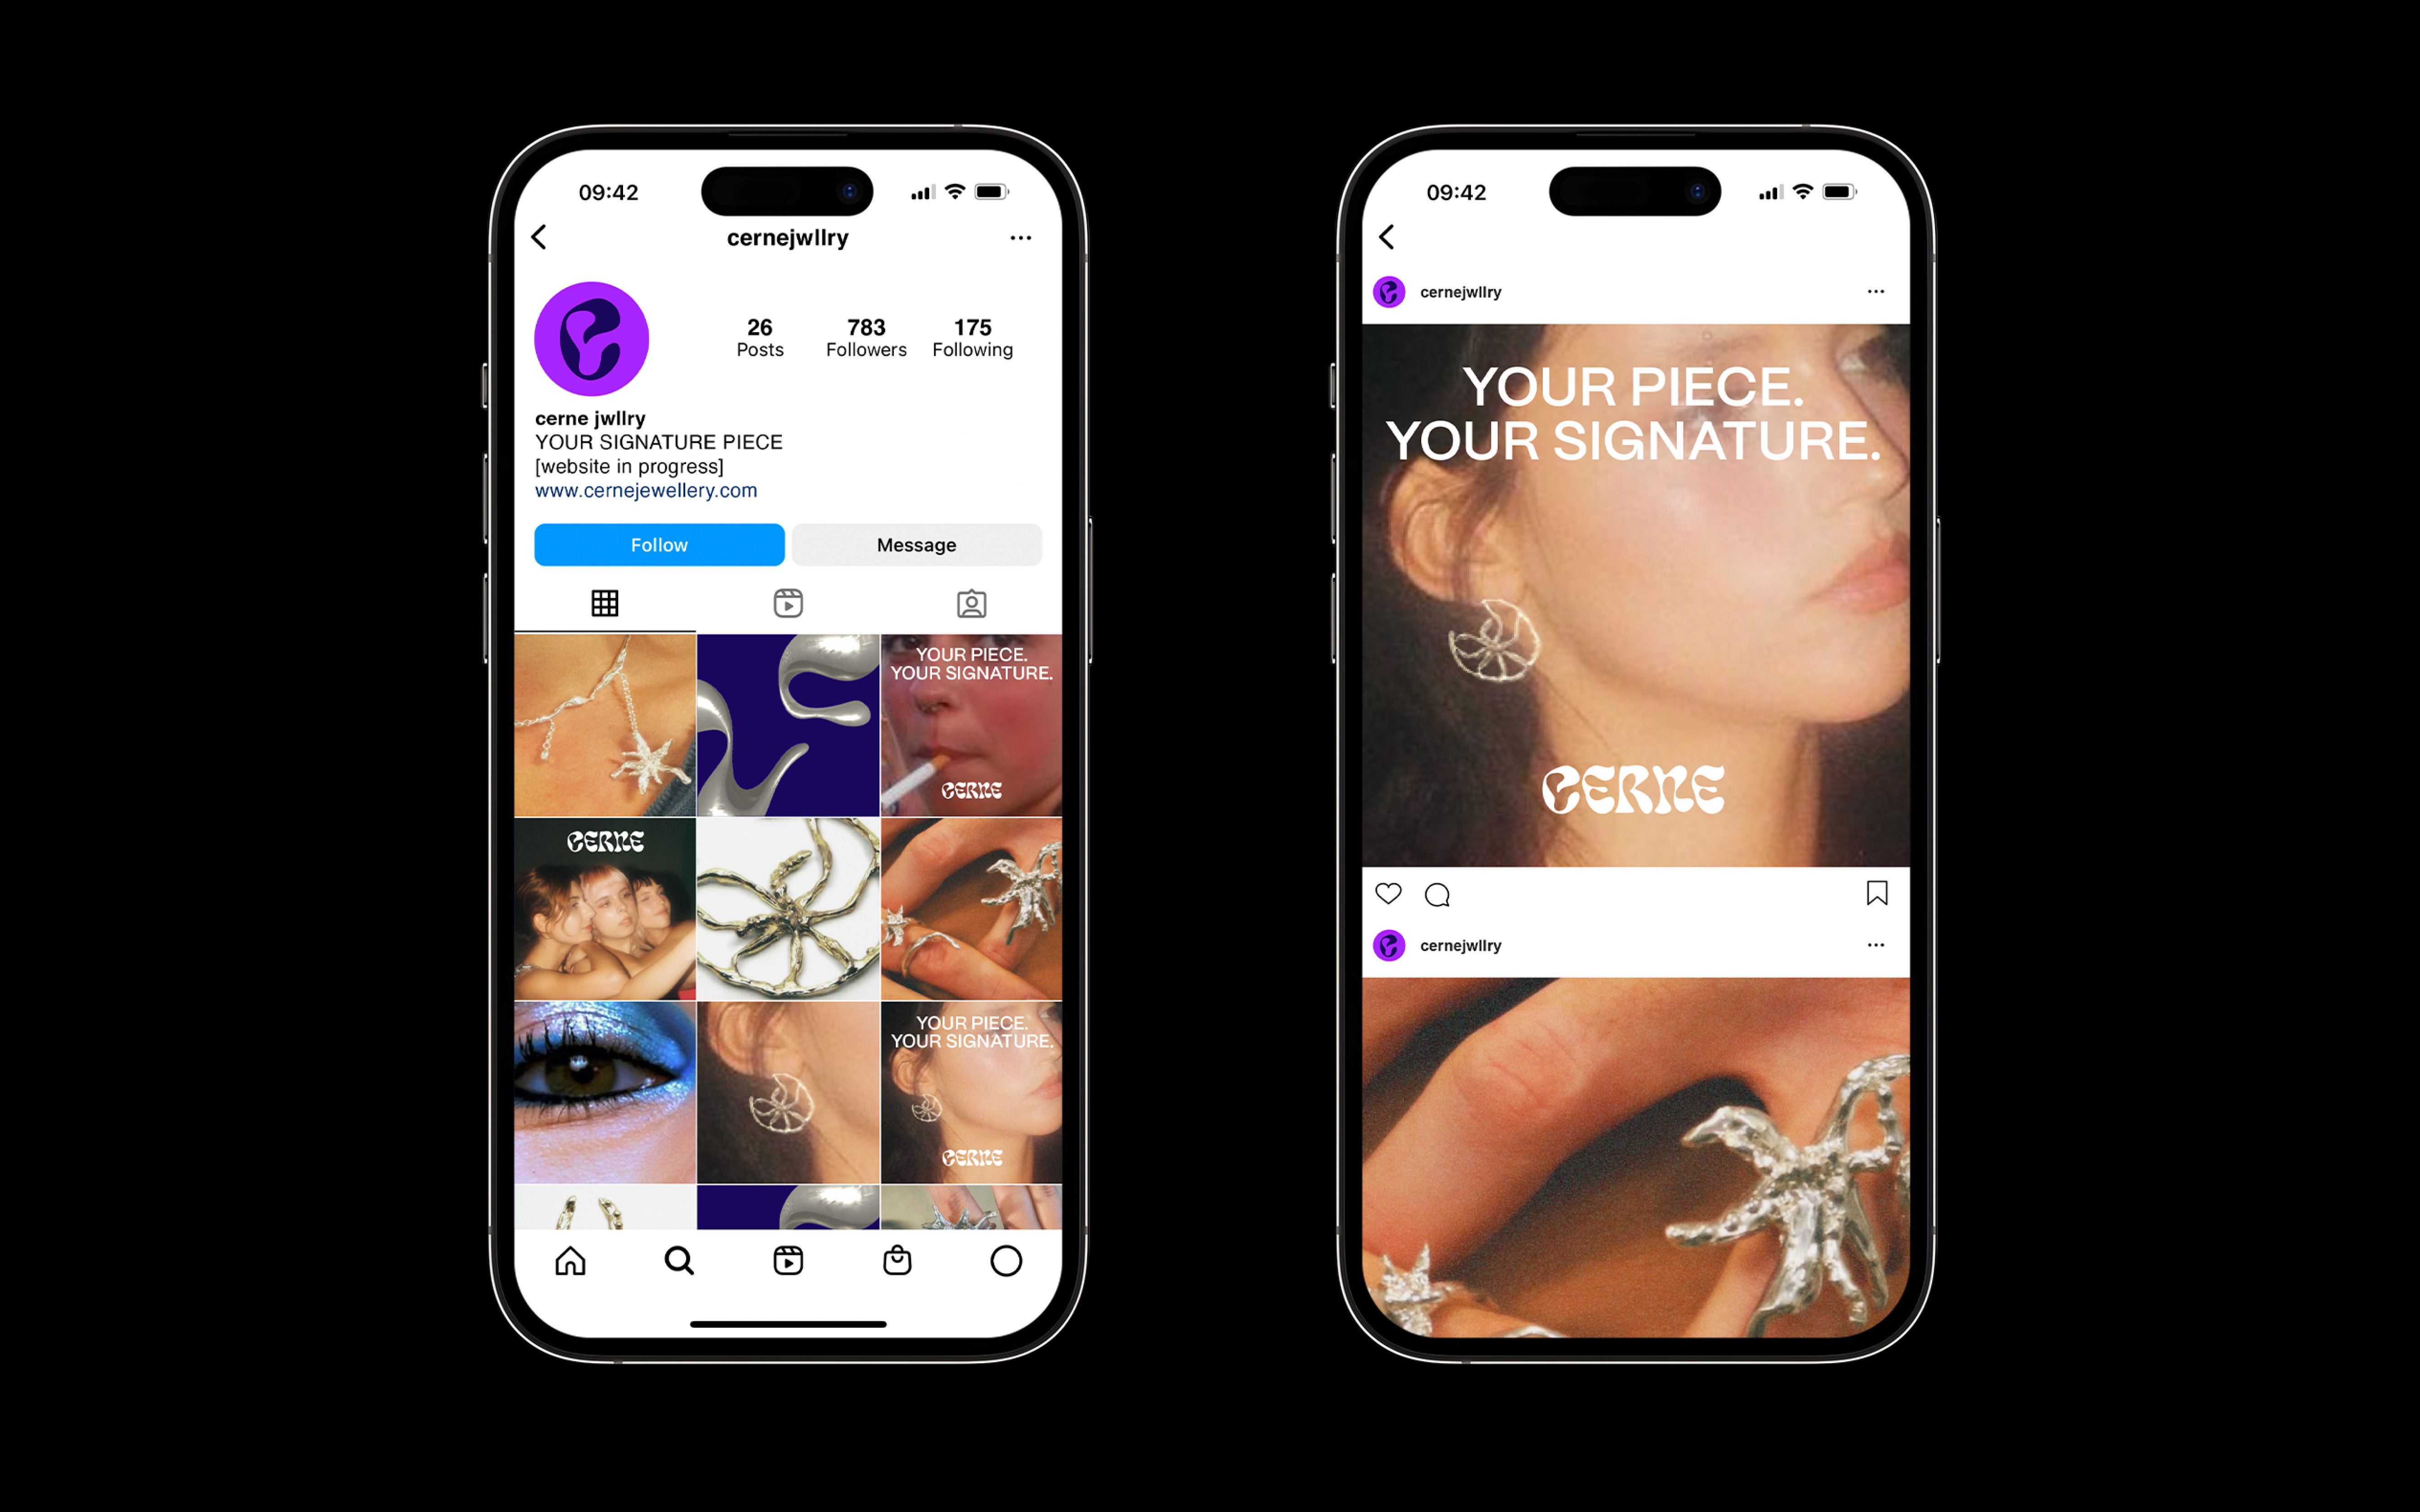 09:42
cernejwllry
26
Posts
783
Followers
175
Following
cerne jwllry
YOUR SIGNATURE PIECE
[website in progress]
www.cernejewellery.com
Follow
Message
YOUR PIECE.
YOUR SIGNATURE.
CERNE
CERNE
YOUR PIECE.
YOUR SIGNATURE.
CERNE
09:42
cernejwllry
YOUR PIECE.
YOUR SIGNATURE.
CERNE
cernejwllry